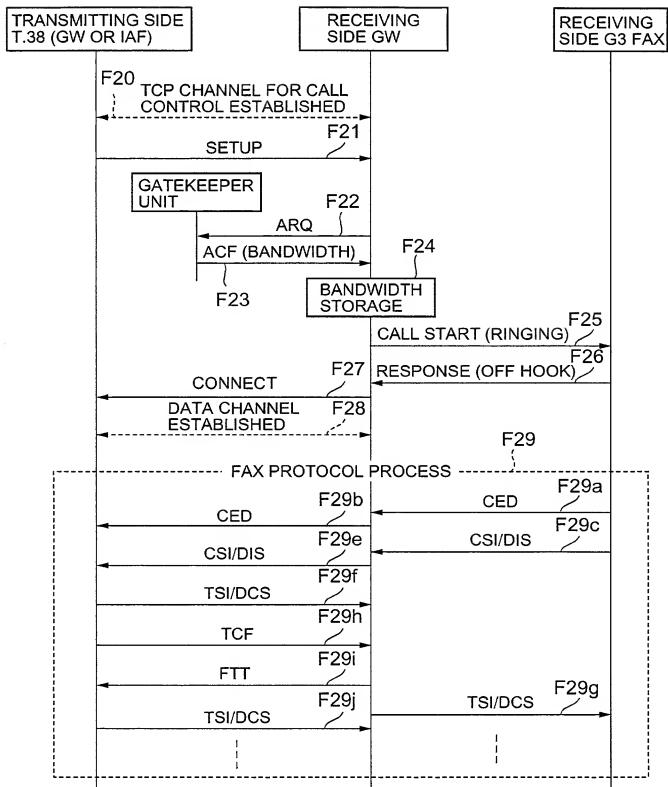 TRANSMITTING SIDE
T.38 (GW OR IAF)
RECEIVING
SIDE GW
RECEIVING
SIDE G3 FAX
F20
TCP CHANNEL FOR CALL
CONTROL ESTABLISHED
F21
SETUP
GATEKEEPER
UNIT
F22
ARQ
F24
ACF (BANDWIDTH)
F23
BANDWIDTH
STORAGE
F25
CALL START (RINGING)
F26
RESPONSE (OFF HOOK)
F27
CONNECT
DATA CHANNEL
ESTABLISHED
F28
F29
FAX PROTOCOL PROCESS
F29a
CED
F29b
CED
F29c
CSI/DIS
F29e
CSI/DIS
F29f
TSI/DCS
F29h
TCF
F29i
FTT
F29g
TSI/DCS
F29j
TSI/DCS